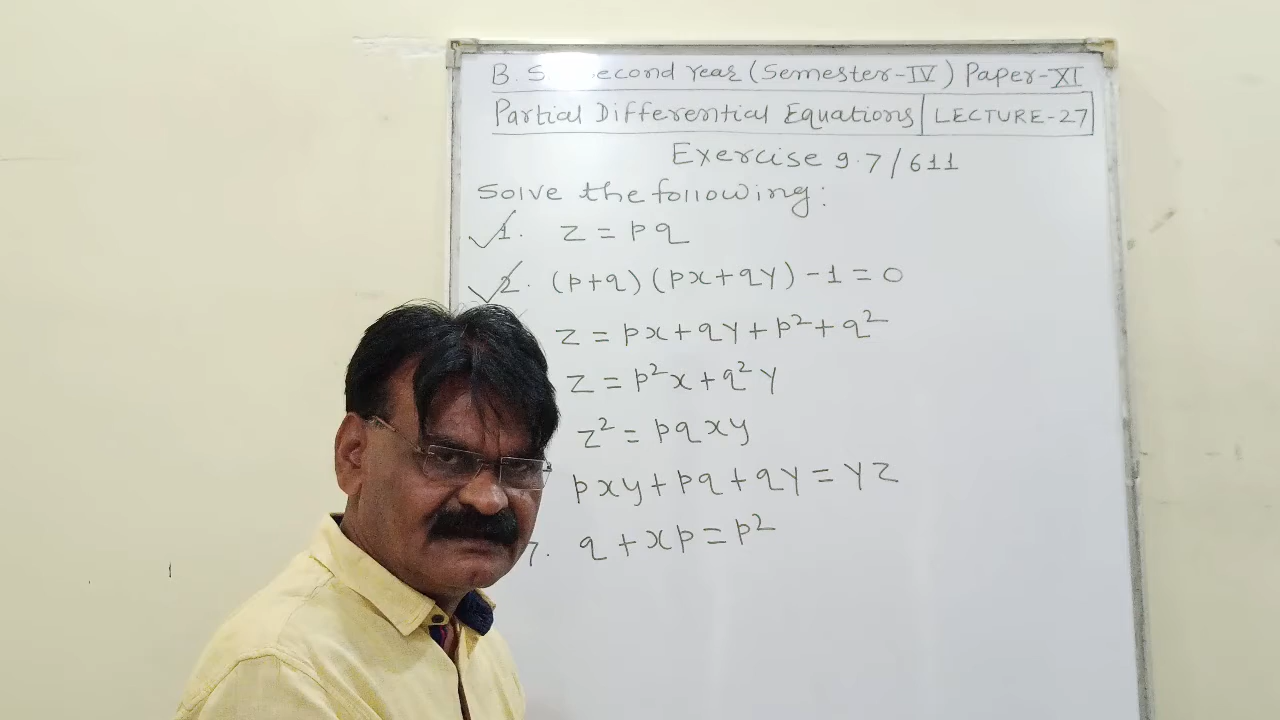 B. S. econd Year (Semester-IV) Paper-XI
Partial Differential Equations | LECTURE-27
Exercise 9.7/611
Solve the following:
1. z = pq
2. (p+q)(px+qy)-1=0
z = px+qy+p²+q²
z = p²x+q²y
z² = pqxy
pxy+pq+qy=yz
7. q+xp=p²